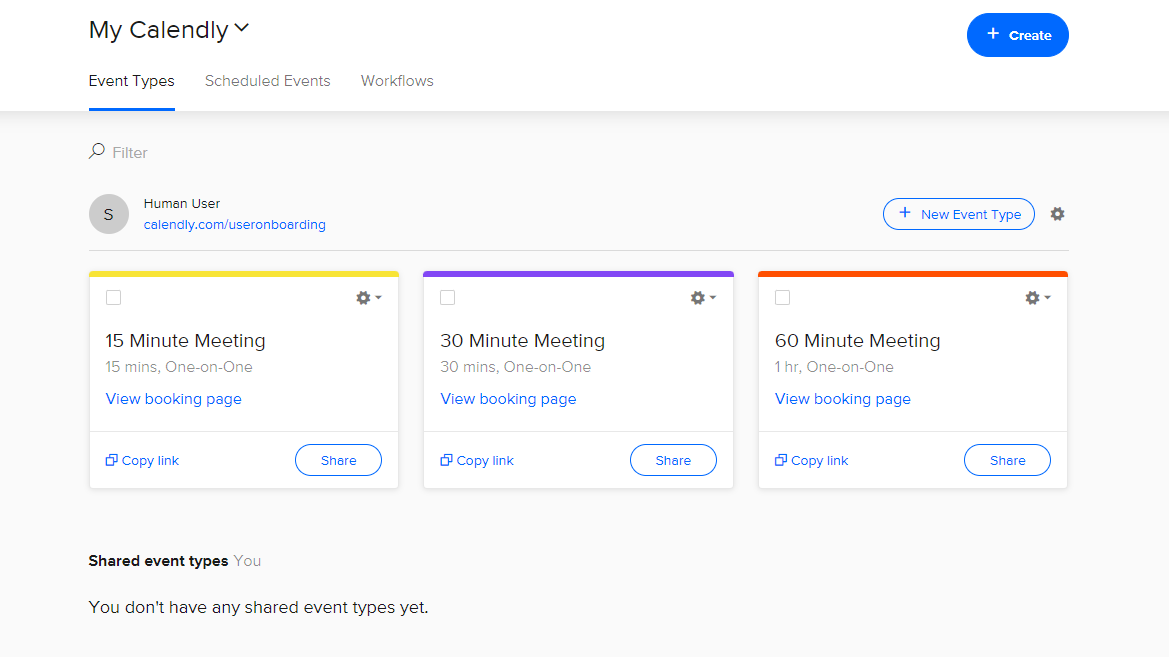 My Calendly
+ Create
Event Types Scheduled Events Workflows
Filter
S
Human User
calendly.com/useronboarding
+ New Event Type
15 Minute Meeting
15 mins, One-on-One
View booking page
Copy link Share
30 Minute Meeting
30 mins, One-on-One
View booking page
Copy link Share
60 Minute Meeting
1 hr, One-on-One
View booking page
Copy link Share
Shared event types You
You don't have any shared event types yet.